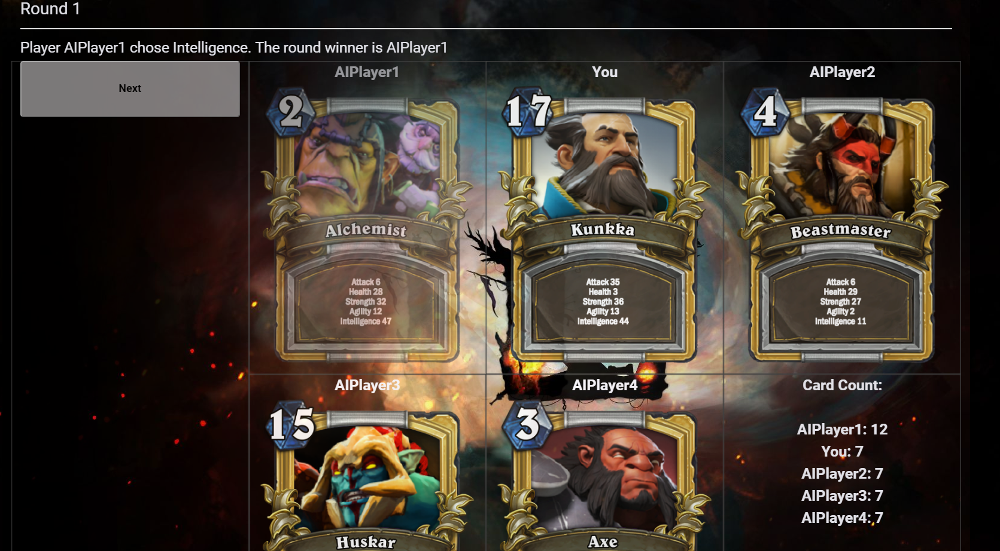 Round 1
Player AIPlayer1 chose Intelligence. The round winner is AIPlayer1
Next
AIPlayer1
2
Alchemist
Attack 6
Health 28
Strength 32
Agility 12
Intelligence 47
You
17
Kunkka
Attack 35
Health 3
Strength 36
Agility 13
Intelligence 44
AIPlayer2
4
Beastmaster
Attack 6
Health 29
Strength 27
Agility 2
Intelligence 11
AIPlayer3
15
Huskar
AIPlayer4
3
Axe
Card Count:
AIPlayer1: 12
You: 7
AIPlayer2: 7
AIPlayer3: 7
AIPlayer4: 7